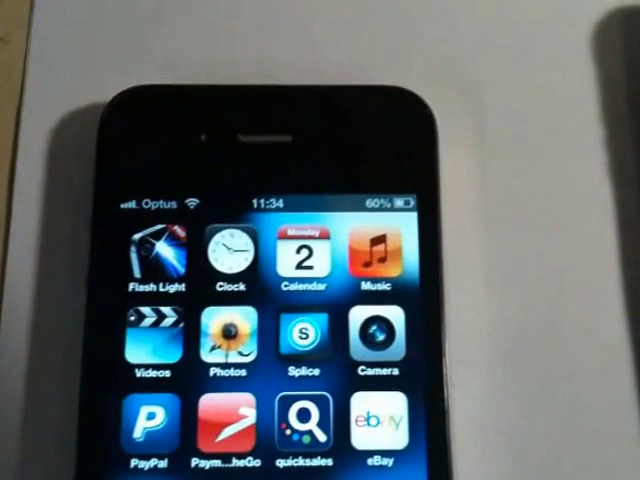 Optus 11:34 60%
Monday
2
Flash Light Clock Calendar Music
S
Videos Photos Splice Camera
P ebay
PayPal Paym...heGo quicksales eBay